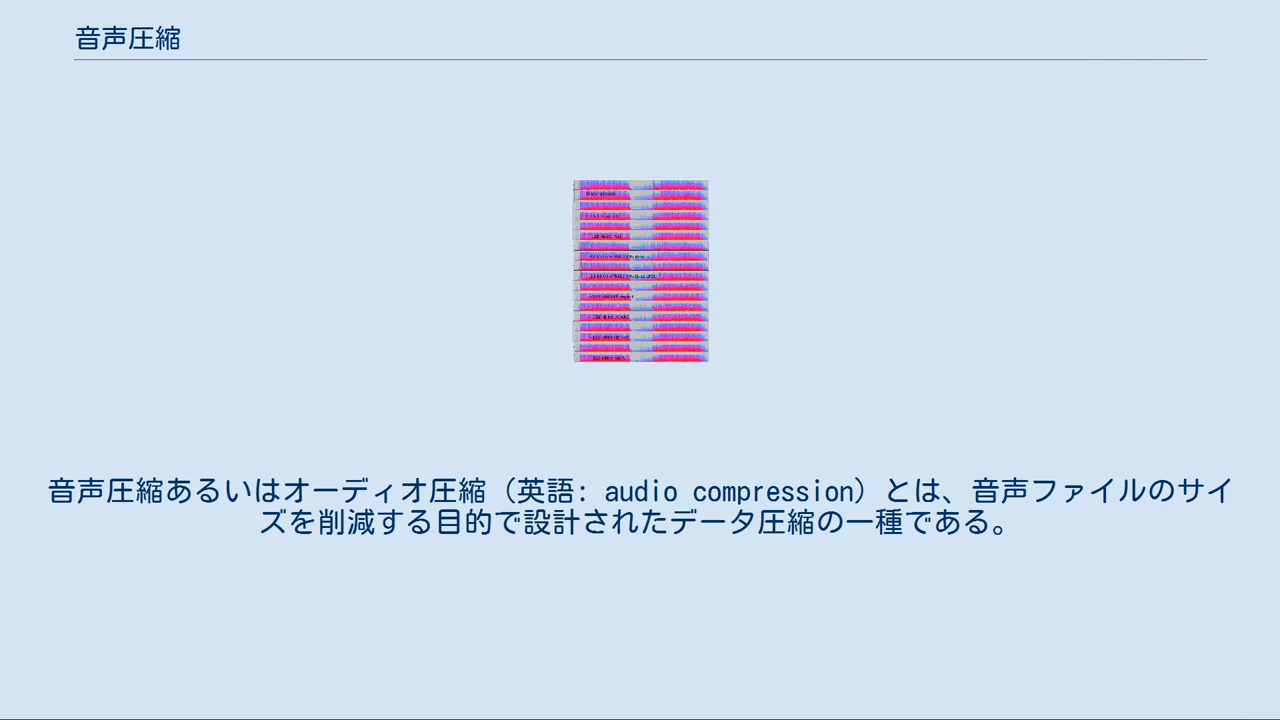 音声圧縮
音声圧縮あるいはオーディオ圧縮（英語: audio compression）とは、音声ファイルのサイ
ズを削減する目的で設計されたデータ圧縮の一種である。